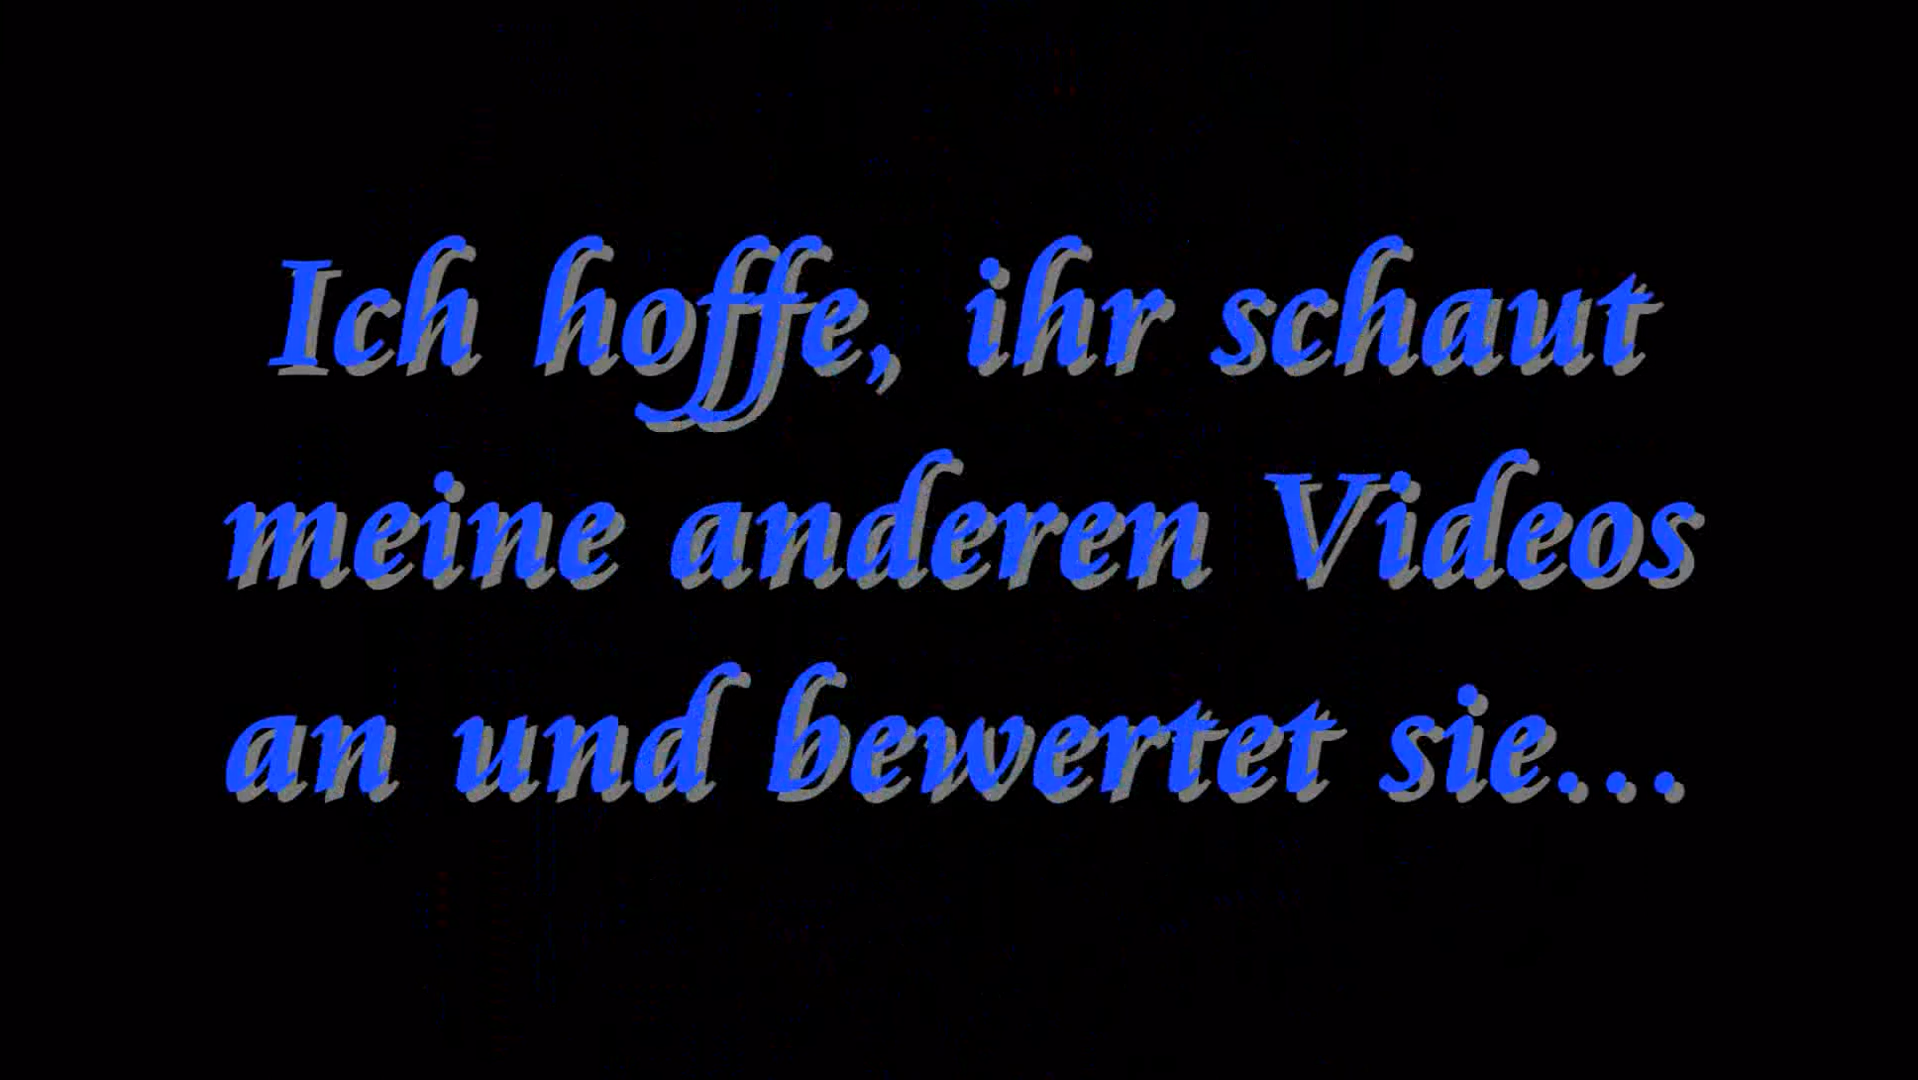 Ich hoffe, ihr schaut
meine anderen Videos
an und bewertet sie...